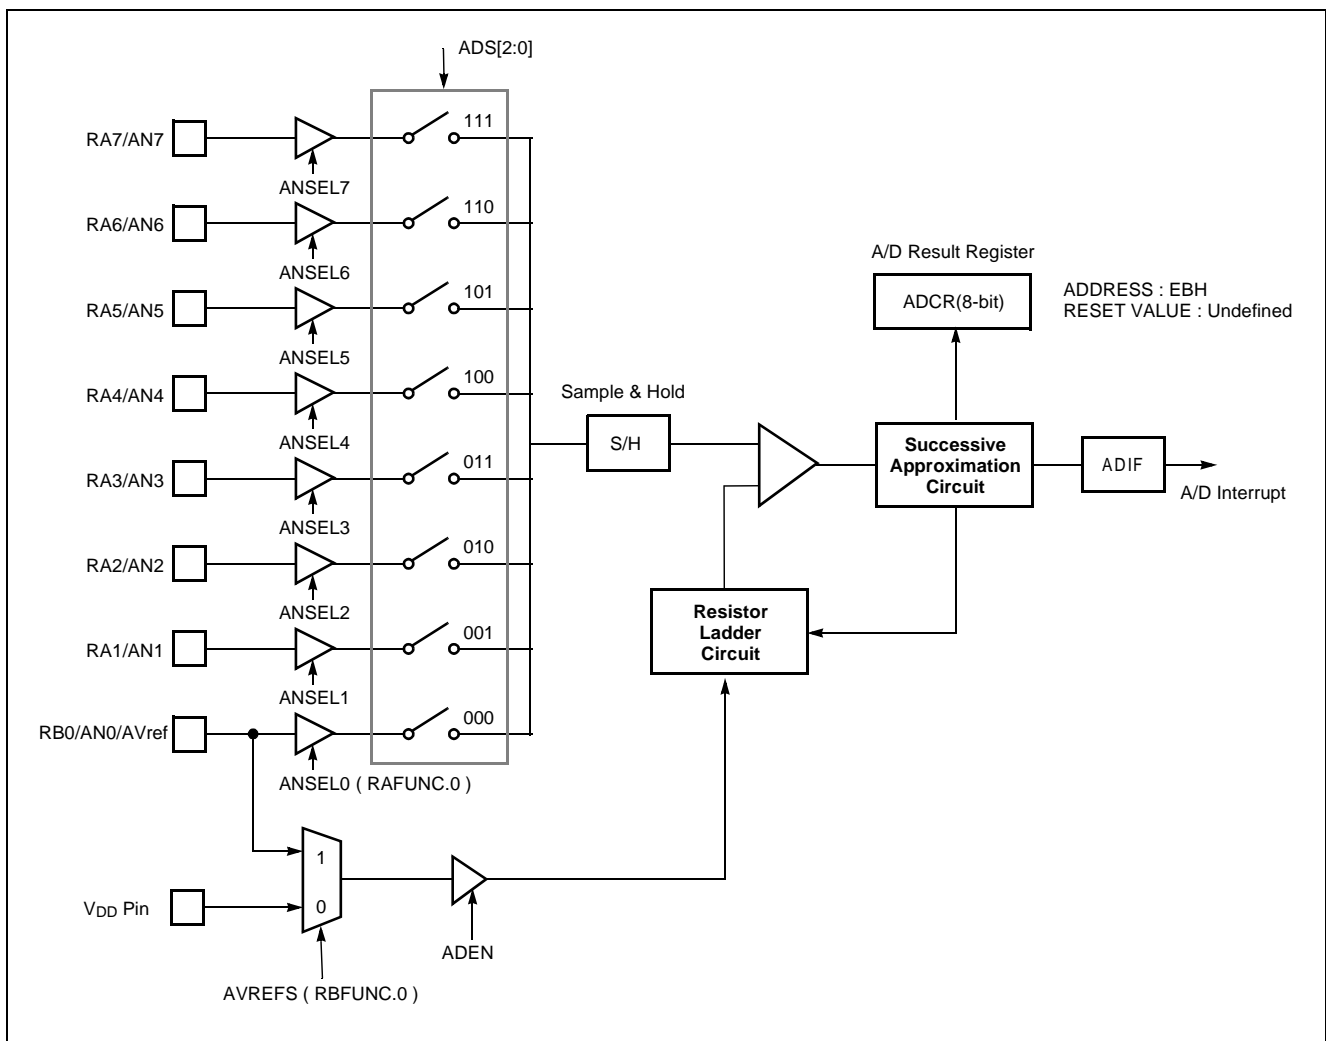 ADS[2:0]
RA7/AN7
111
ANSEL7
RA6/AN6
110
ANSEL6
RA5/AN5
101
ANSEL5
RA4/AN4
100
ANSEL4
RA3/AN3
011
ANSEL3
RA2/AN2
010
ANSEL2
RA1/AN1
001
ANSEL1
RB0/AN0/AVref
000
ANSEL0 ( RAFUNC.0 )
1
0
VDD Pin
ADEN
AVREFS ( RBFUNC.0 )
Sample & Hold
S/H
A/D Result Register
ADCR(8-bit)
ADDRESS : EBH
RESET VALUE : Undefined
Successive
Approximation
Circuit
ADIF
A/D Interrupt
Resistor
Ladder
Circuit